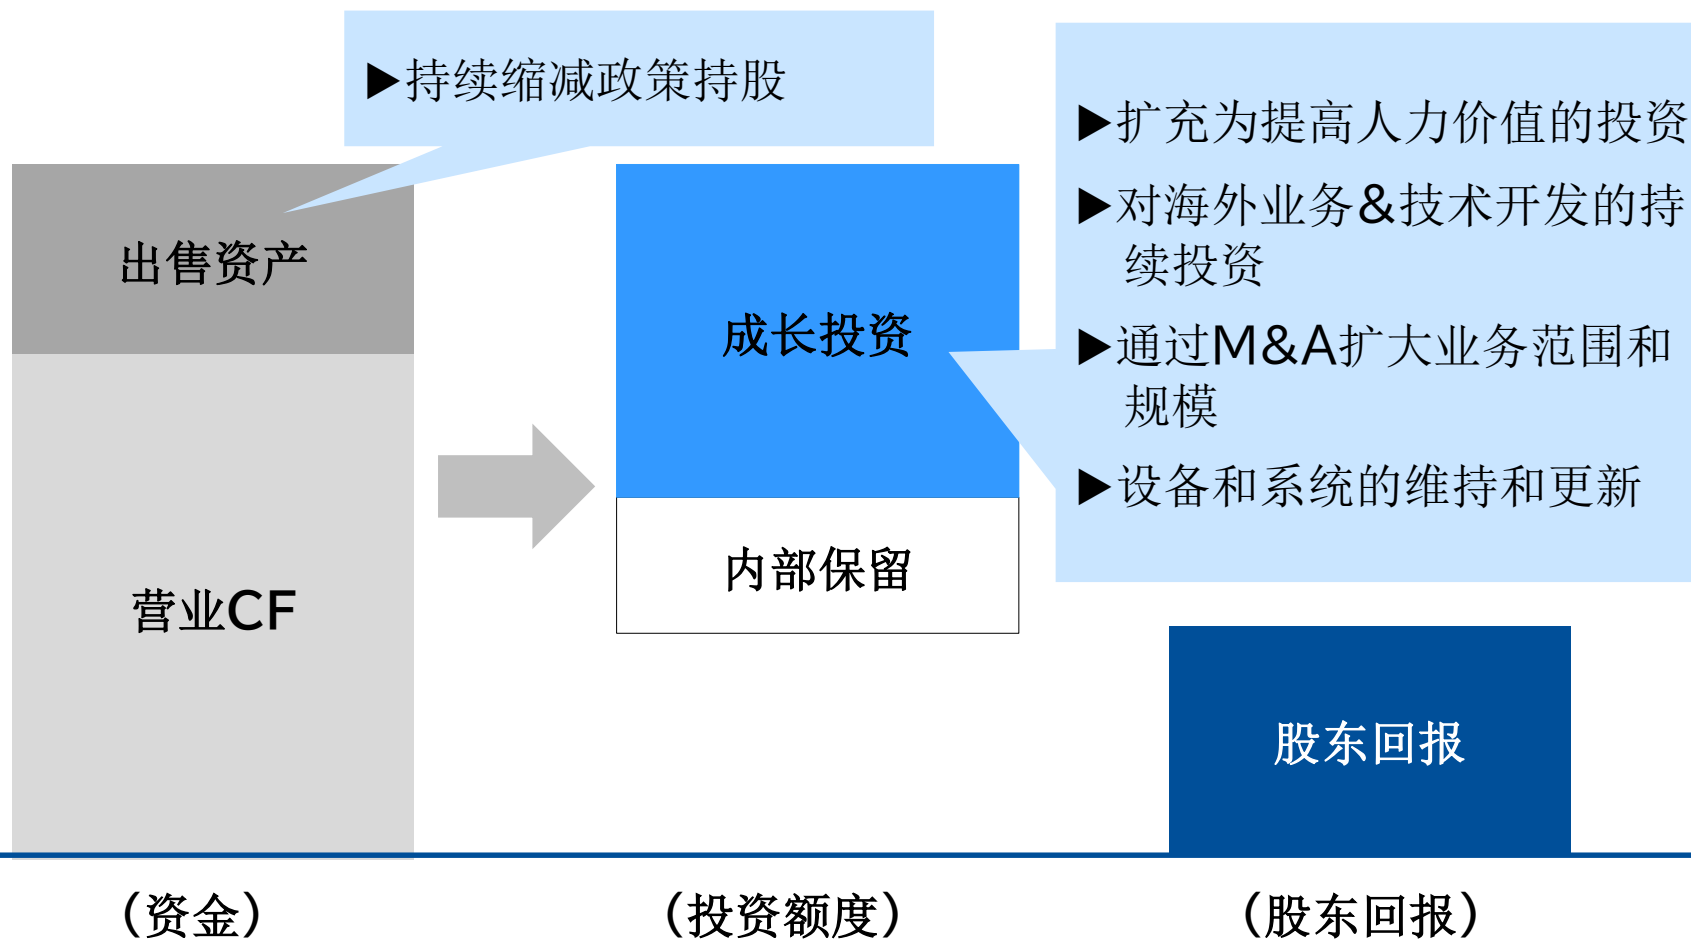 ▶持续缩减政策持股
▶扩充为提高人力价值的投资
▶对海外业务&技术开发的持
续投资
▶通过M&A扩大业务范围和
规模
▶设备和系统的维持和更新
出售资产
营业CF
成长投资
内部保留
股东回报
（资金）
（投资额度）
（股东回报）